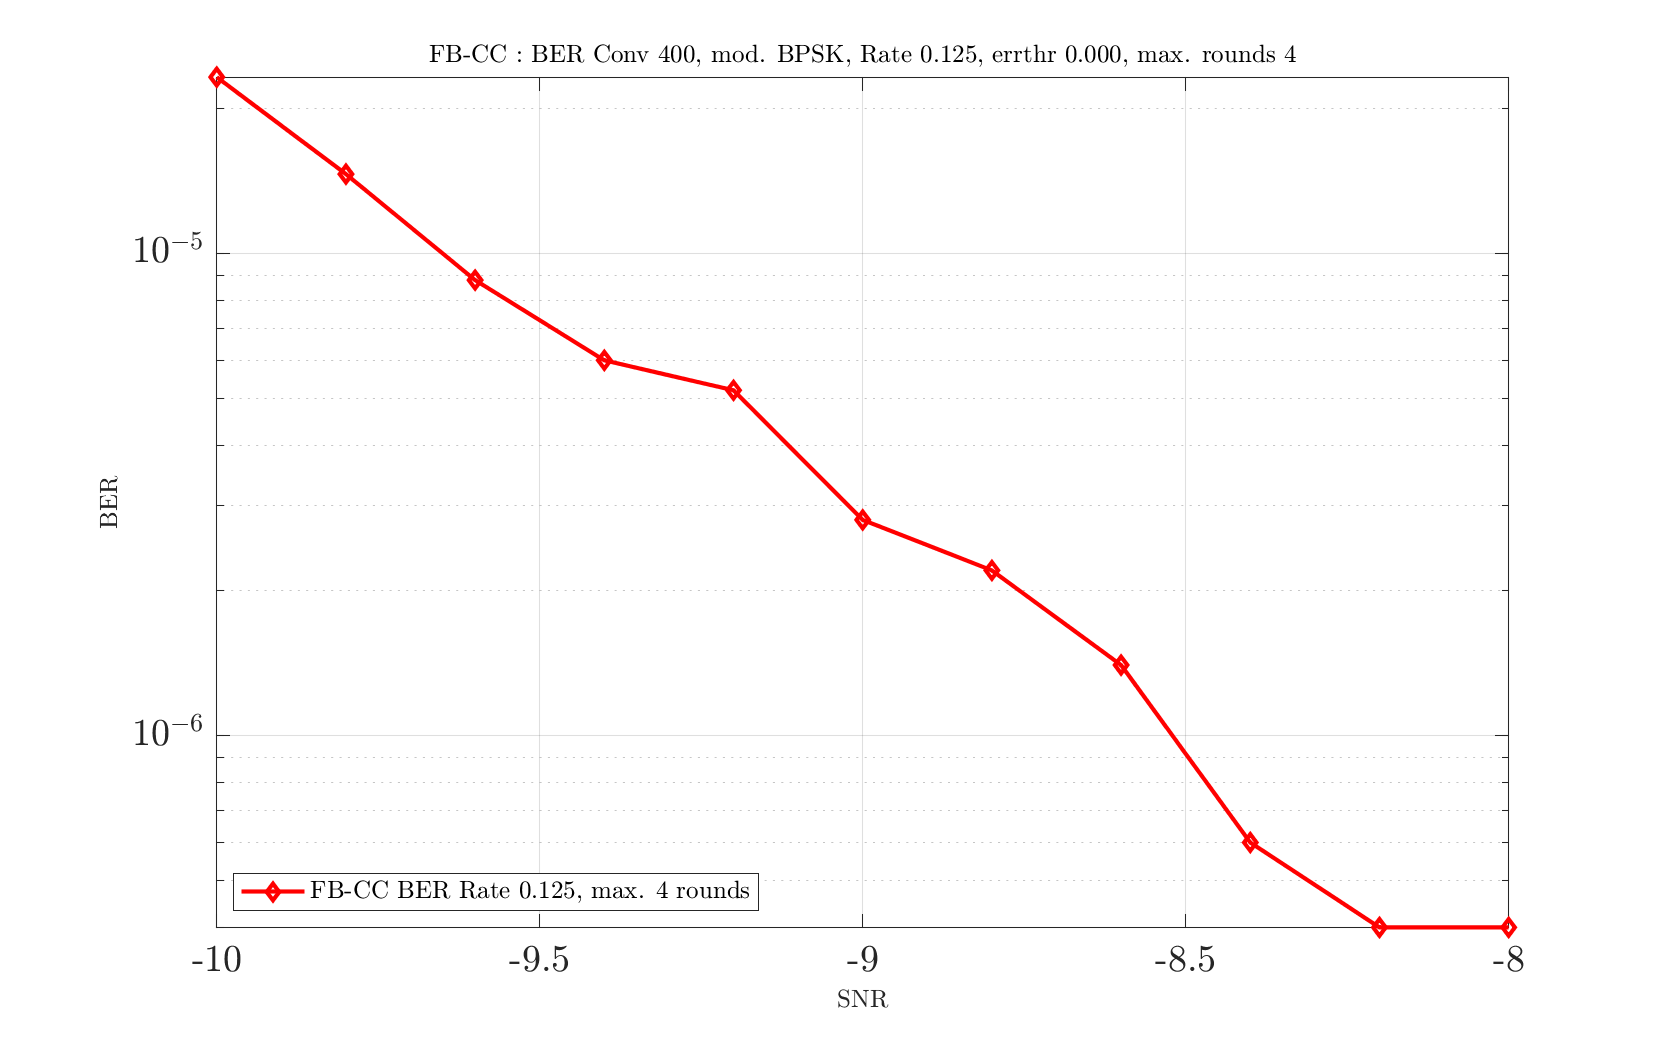 FB-CC : BER Conv 400, mod. BPSK, Rate 0.125, errthr 0.000, max. rounds 4
10⁻⁵
BER
10⁻⁶
FB-CC BER Rate 0.125, max. 4 rounds
-10 -9.5 -9 -8.5 -8
SNR